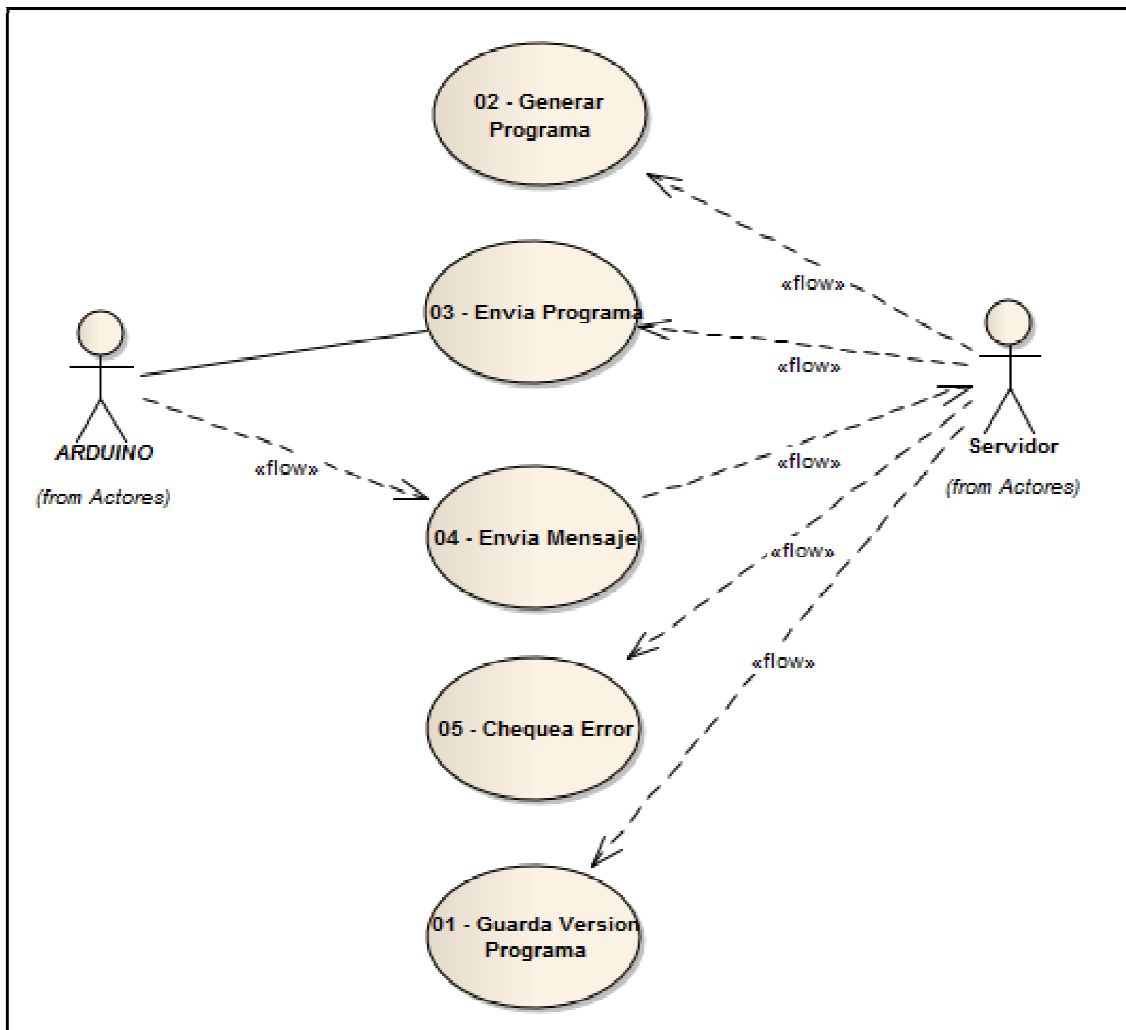 02 - Generar
Programa
«flow»
03 - Envia Programa
«flow»
ARDUINO
(from Actores)
Servidor
(from Actores)
«flow»
«flow»
04 - Envia Mensaje
«flow»
«flow»
05 - Chequea Error
01 - Guarda Version
Programa